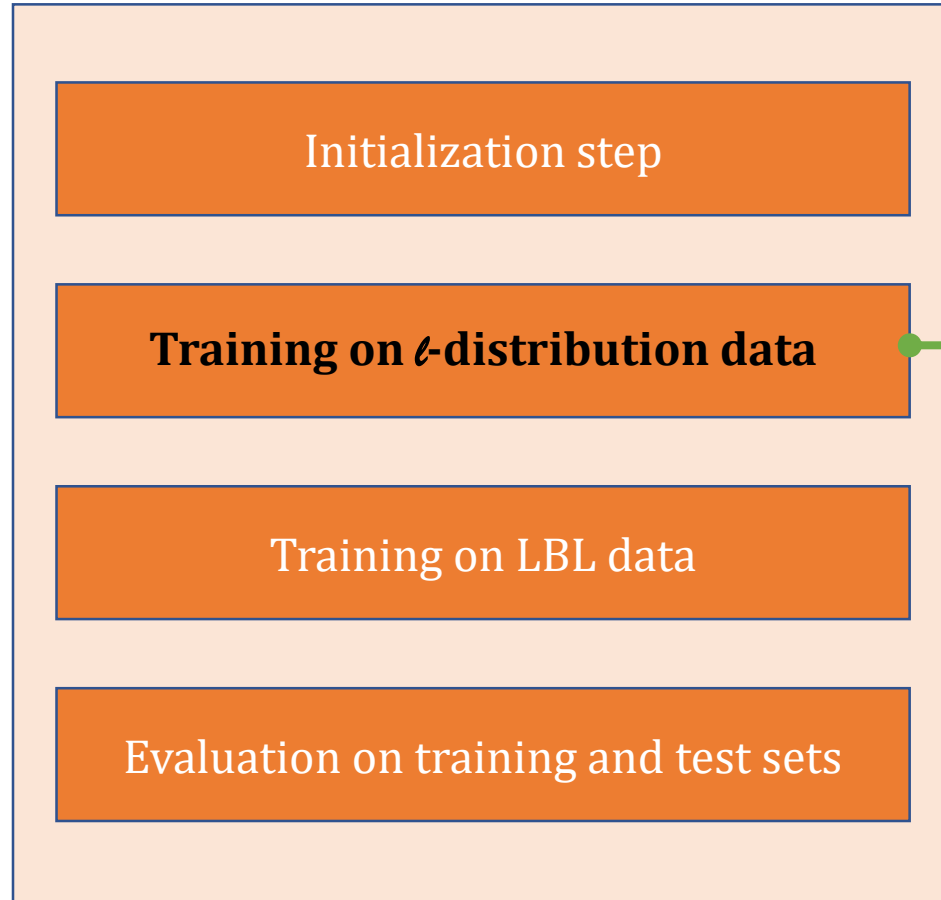 Initialization step
Training on ℓ-distribution data
Training on LBL data
Evaluation on training and test sets